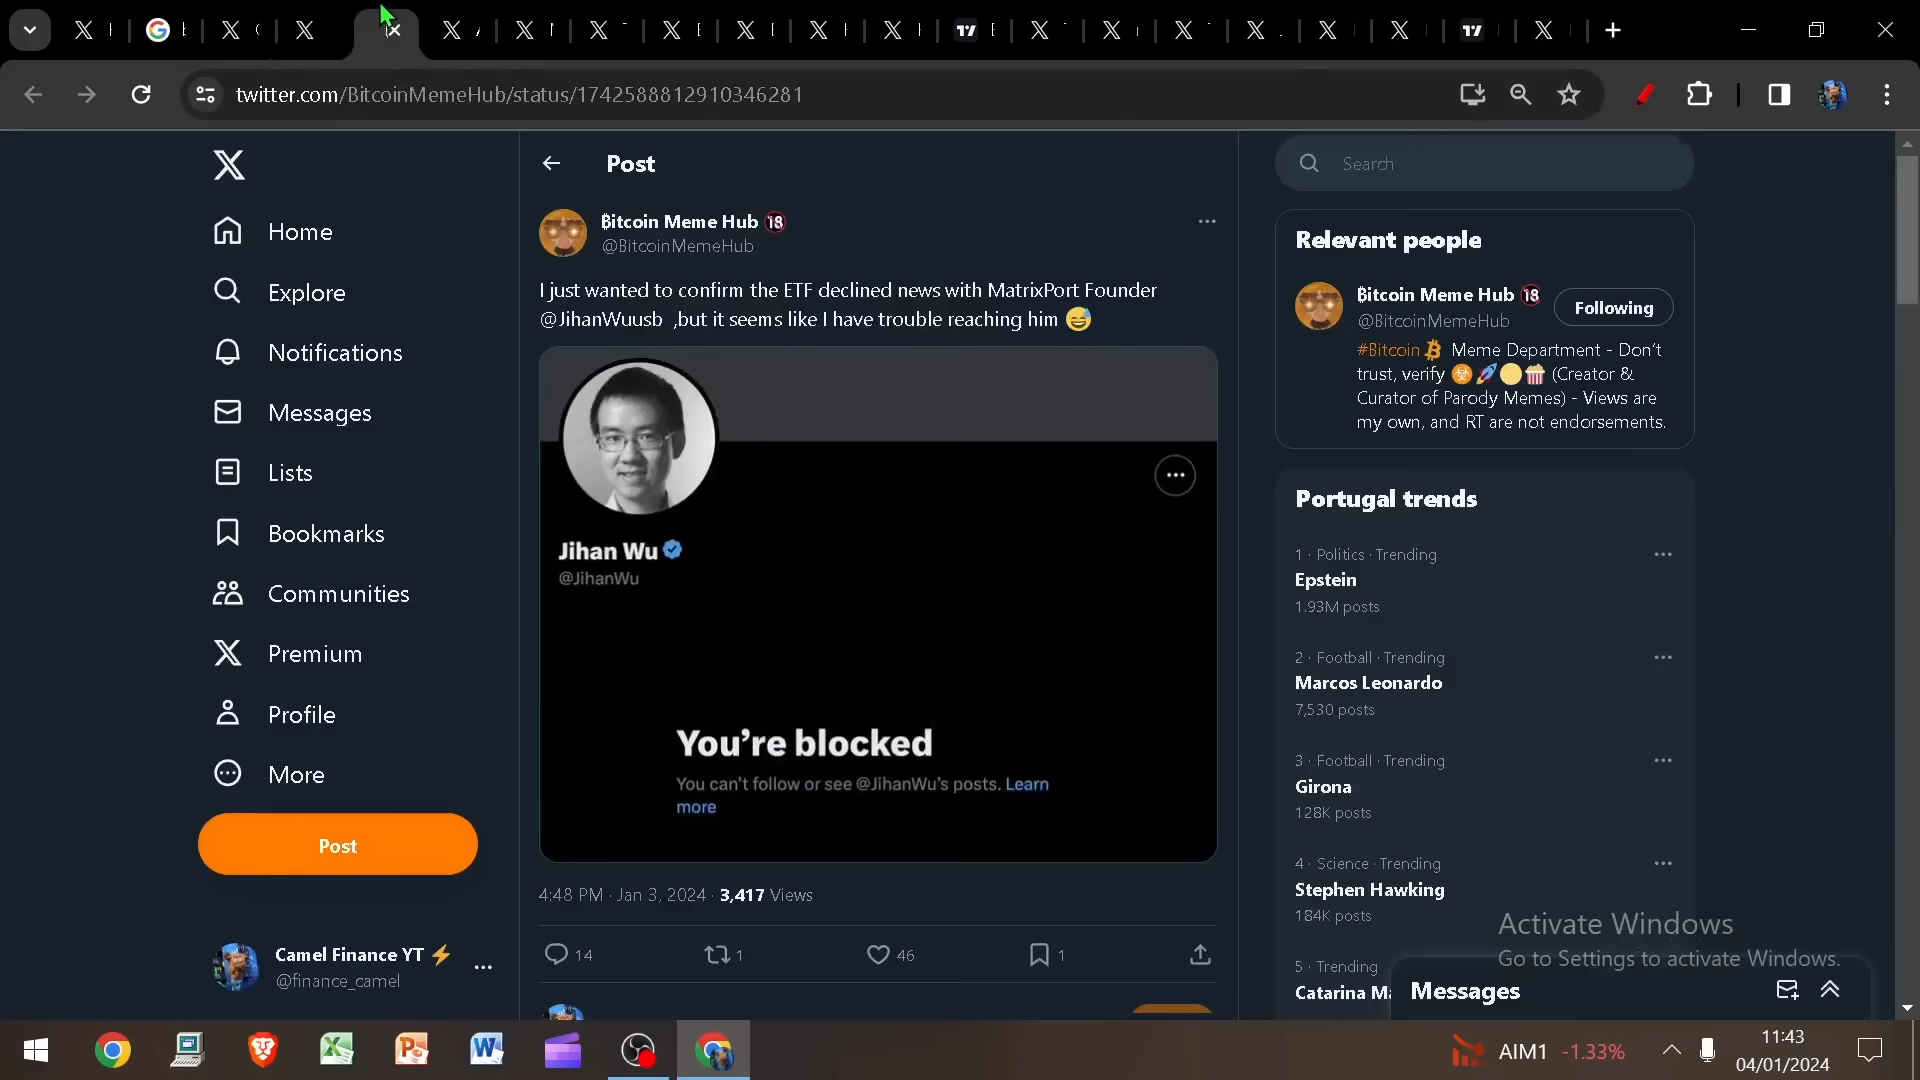 twitter.com/BitcoinMemeHub/status/1742588812910346281
Post
₿itcoin Meme Hub 🔞
@BitcoinMemeHub
I just wanted to confirm the ETF declined news with MatrixPort Founder
@JihanWuusb ,but it seems like I have trouble reaching him 😅
Jihan Wu
@JihanWu
You're blocked
You can't follow or see @JihanWu's posts. Learn
more
4:48 PM · Jan 3, 2024 · 3,417 Views
14
1
46
1
Home
Explore
Notifications
Messages
Lists
Bookmarks
Communities
Premium
Profile
More
Post
Camel Finance YT ⚡
@finance_camel
Search
Relevant people
₿itcoin Meme Hub 🔞
@BitcoinMemeHub
Following
#Bitcoin Meme Department - Don't
trust, verify ☣️🚀🌕🍿 (Creator &
Curator of Parody Memes) - Views are
my own, and RT are not endorsements.
Portugal trends
1 · Politics · Trending
Epstein
1.93M posts
2 · Football · Trending
Marcos Leonardo
7,530 posts
3 · Football · Trending
Girona
128K posts
4 · Science · Trending
Stephen Hawking
184K posts
5 · Trending
Catarina
Activate Windows
Go to Settings to activate Windows.
Messages
AIM1 -1.33%
11:43
04/01/2024